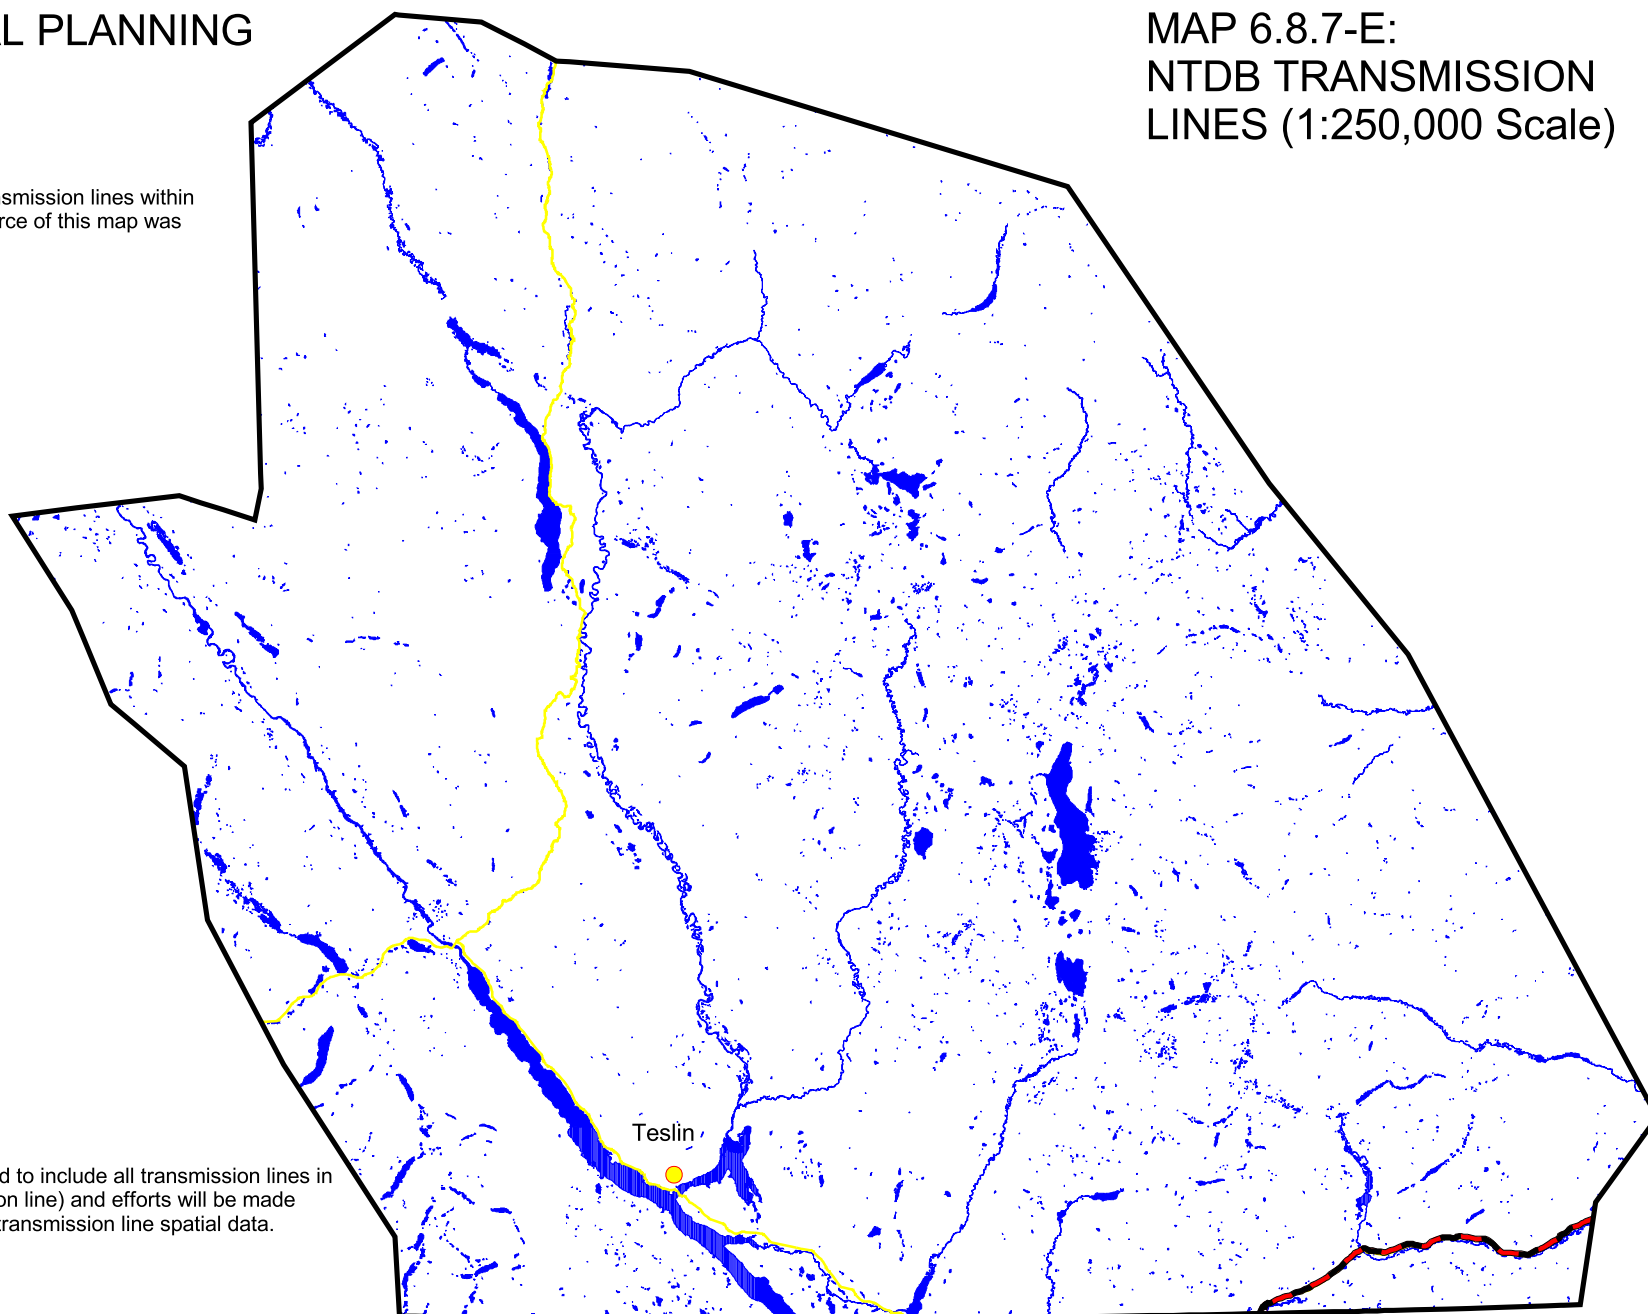 L PLANNING
MAP 6.8.7-E:
NTDB TRANSMISSION
LINES (1:250,000 Scale)
smission lines within
rce of this map was
Teslin
d to include all transmission lines in
on line) and efforts will be made
transmission line spatial data.